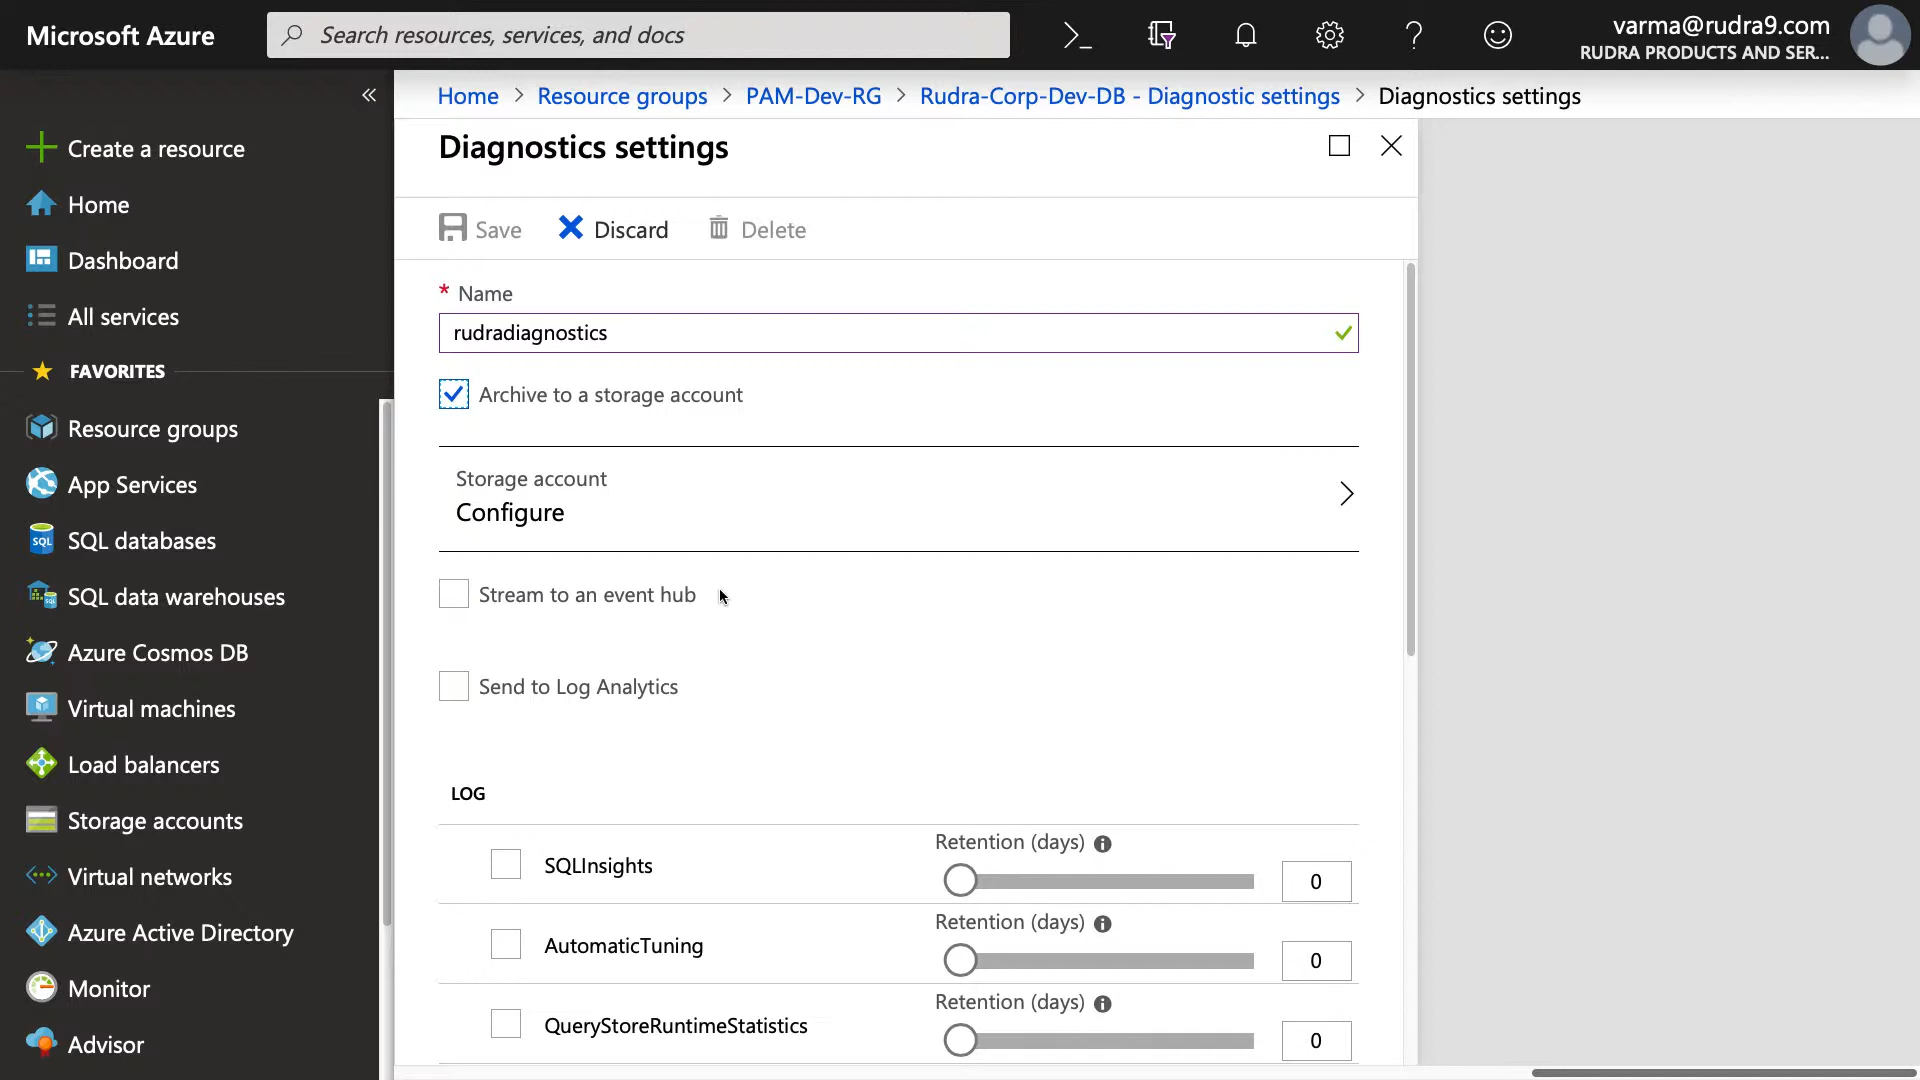 Microsoft Azure
Search resources, services, and docs
varma@rudra9.com
RUDRA PRODUCTS AND SER...
Create a resource
Home
Dashboard
All services
FAVORITES
Resource groups
App Services
SQL
SQL databases
SQL data warehouses
Azure Cosmos DB
Virtual machines
Load balancers
Storage accounts
Virtual networks
Azure Active Directory
Monitor
Advisor
Home > Resource groups > PAM-Dev-RG > Rudra-Corp-Dev-DB - Diagnostic settings > Diagnostics settings
Diagnostics settings
Save Discard Delete
* Name
rudradiagnostics
Archive to a storage account
Storage account
Configure
Stream to an event hub
Send to Log Analytics
LOG
SQLInsights
Retention (days)
0
AutomaticTuning
Retention (days)
0
QueryStoreRuntimeStatistics
Retention (days)
0